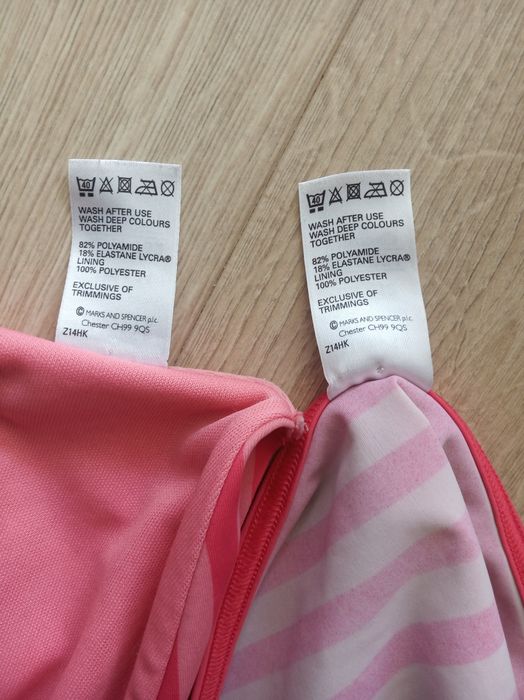 40
WASH AFTER USE
WASH DEEP COLOURS
TOGETHER
82% POLYAMIDE
18% ELASTANE LYCRA®
LINING
100% POLYESTER
EXCLUSIVE OF
TRIMMINGS
© MARKS AND SPENCER p.l.c.
Chester CH99 9QS
Z14HK
40
WASH AFTER USE
WASH DEEP COLOURS
TOGETHER
82% POLYAMIDE
18% ELASTANE LYCRA®
LINING
100% POLYESTER
EXCLUSIVE OF
TRIMMINGS
© MARKS AND SPENCER p.l.c.
Chester CH99 9QS
Z14HK